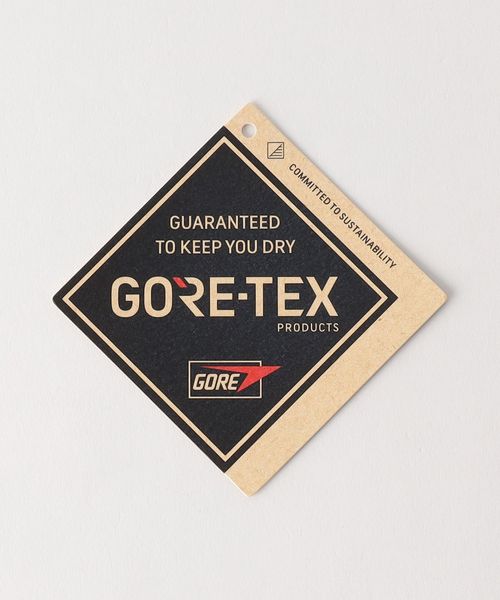 COMMITTED TO SUSTAINABILITY
GUARANTEED
TO KEEP YOU DRY
GORE-TEX
PRODUCTS
GORE